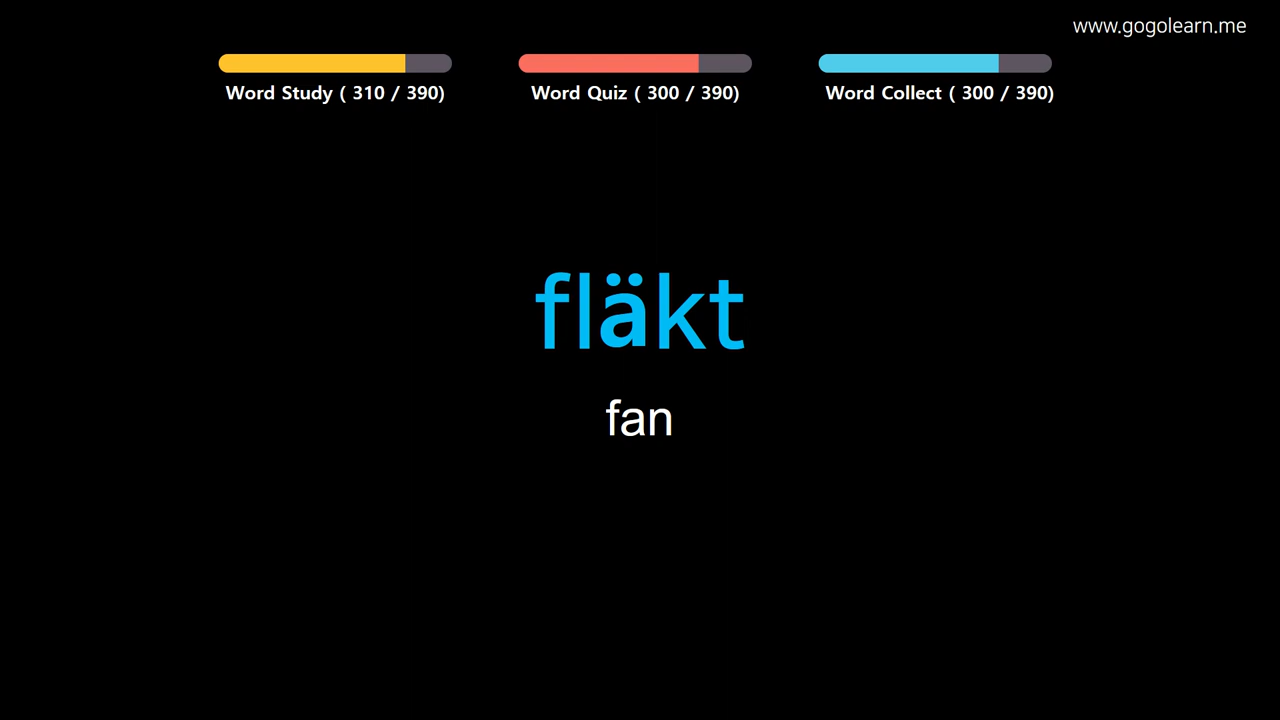 www.gogolearn.me
Word Study ( 310 / 390)
Word Quiz ( 300 / 390)
Word Collect ( 300 / 390)
fläkt
fan